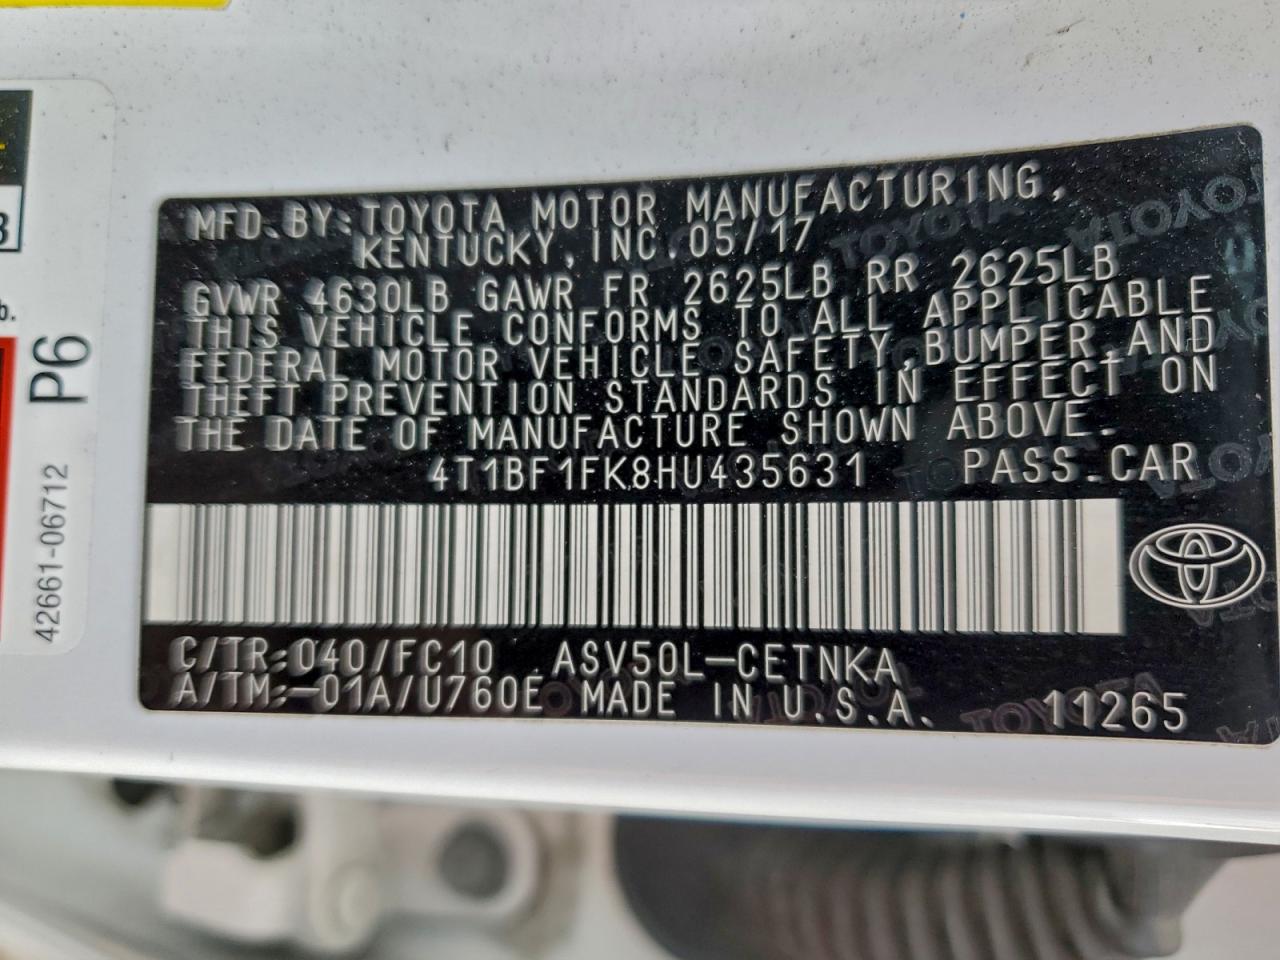 MFD. BY: TOYOTA MOTOR MANUFACTURING,
KENTUCKY, INC. 05/17
GVWR 4630LB GAWR FR 2625LB RR 2625LB
THIS VEHICLE CONFORMS TO ALL APPLICABLE
FEDERAL MOTOR VEHICLE SAFETY, BUMPER, AND
THEFT PREVENTION STANDARDS IN EFFECT ON
THE DATE OF MANUFACTURE SHOWN ABOVE.
4T1BF1FK8HU435631 PASS. CAR
C/TR: 040/FC10 ASV50L-CETNKA
A/TM: -01A/U760E MADE IN U.S.A. 11265
P6
42661-06712